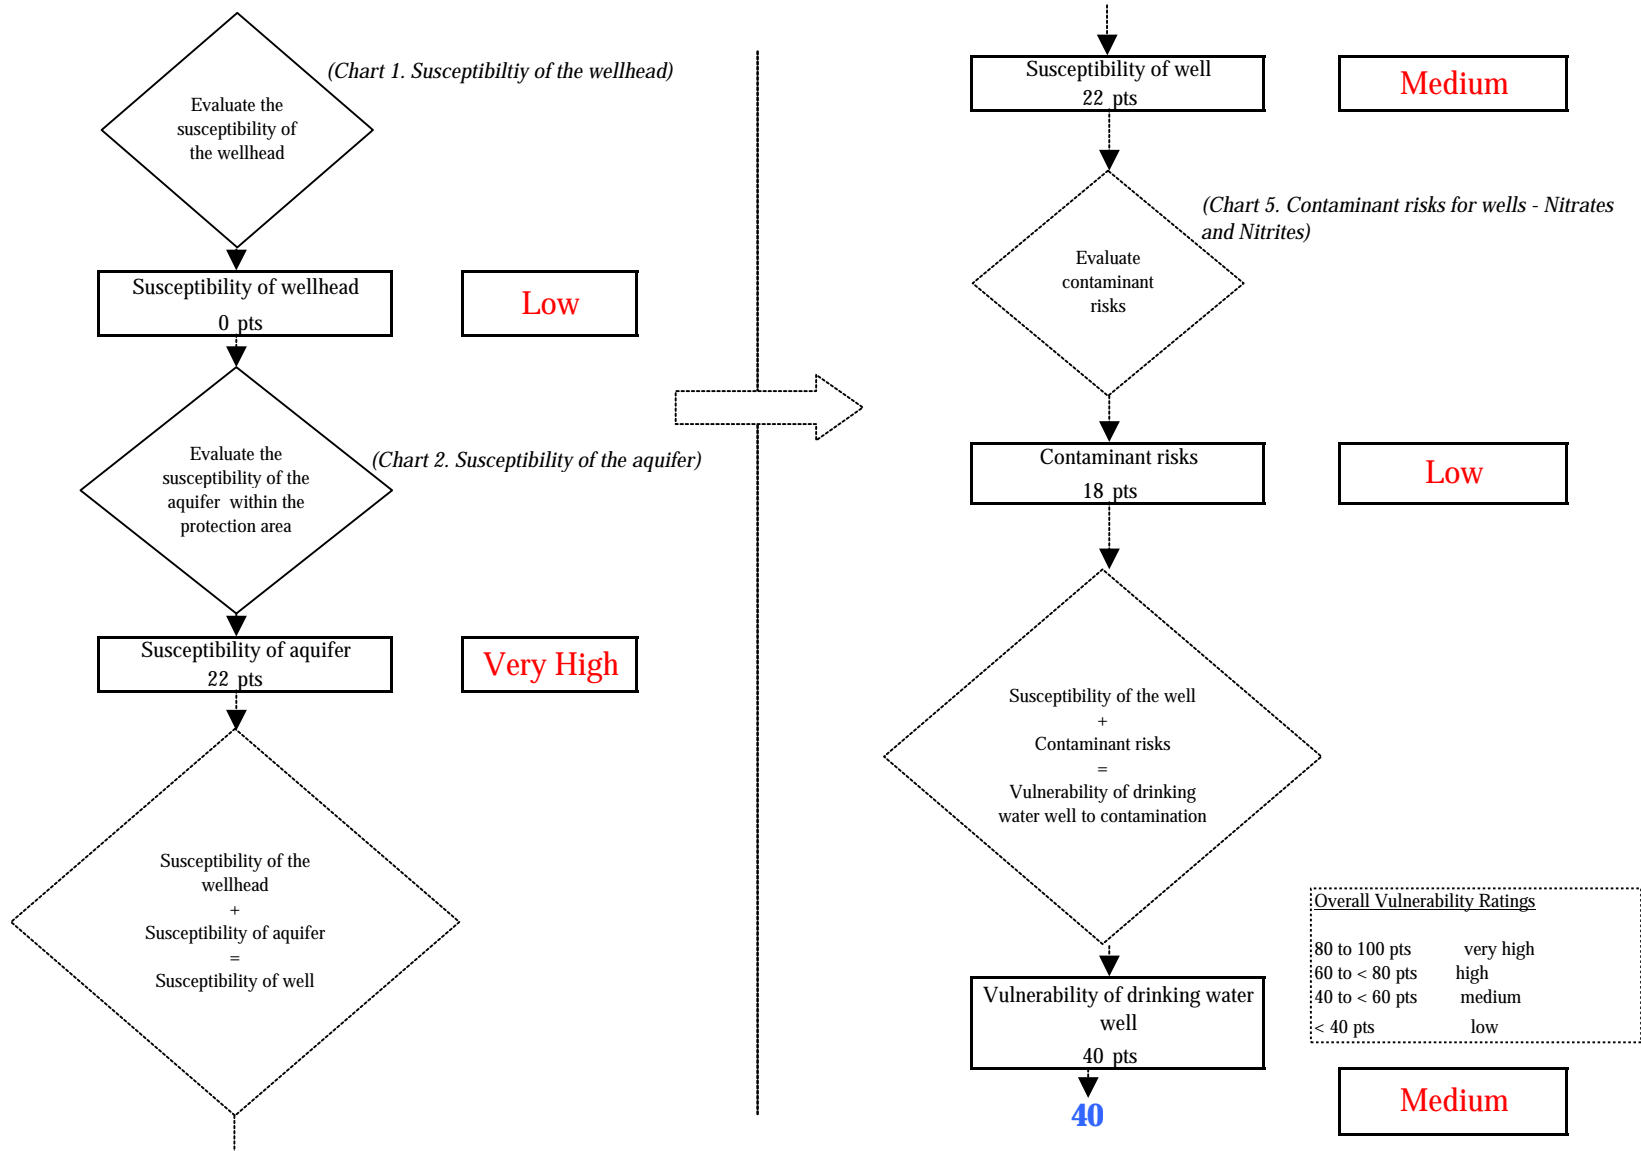 (Chart 1. Susceptibiltiy of the wellhead)
Evaluate the
susceptibility of
the wellhead
Susceptibility of wellhead
0 pts
Low
Evaluate the
susceptibility of the
aquifer within the
protection area
(Chart 2. Susceptibility of the aquifer)
Susceptibility of aquifer
22 pts
Very High
Susceptibility of the
wellhead
+
Susceptibility of aquifer
=
Susceptibility of well
Susceptibility of well
22 pts
Medium
(Chart 5. Contaminant risks for wells - Nitrates
and Nitrites)
Evaluate
contaminant
risks
Contaminant risks
18 pts
Low
Susceptibility of the well
+
Contaminant risks
=
Vulnerability of drinking
water well to contamination
Overall Vulnerability Ratings
80 to 100 pts very high
60 to < 80 pts high
40 to < 60 pts medium
< 40 pts low
Vulnerability of drinking water
well
40 pts
40
Medium